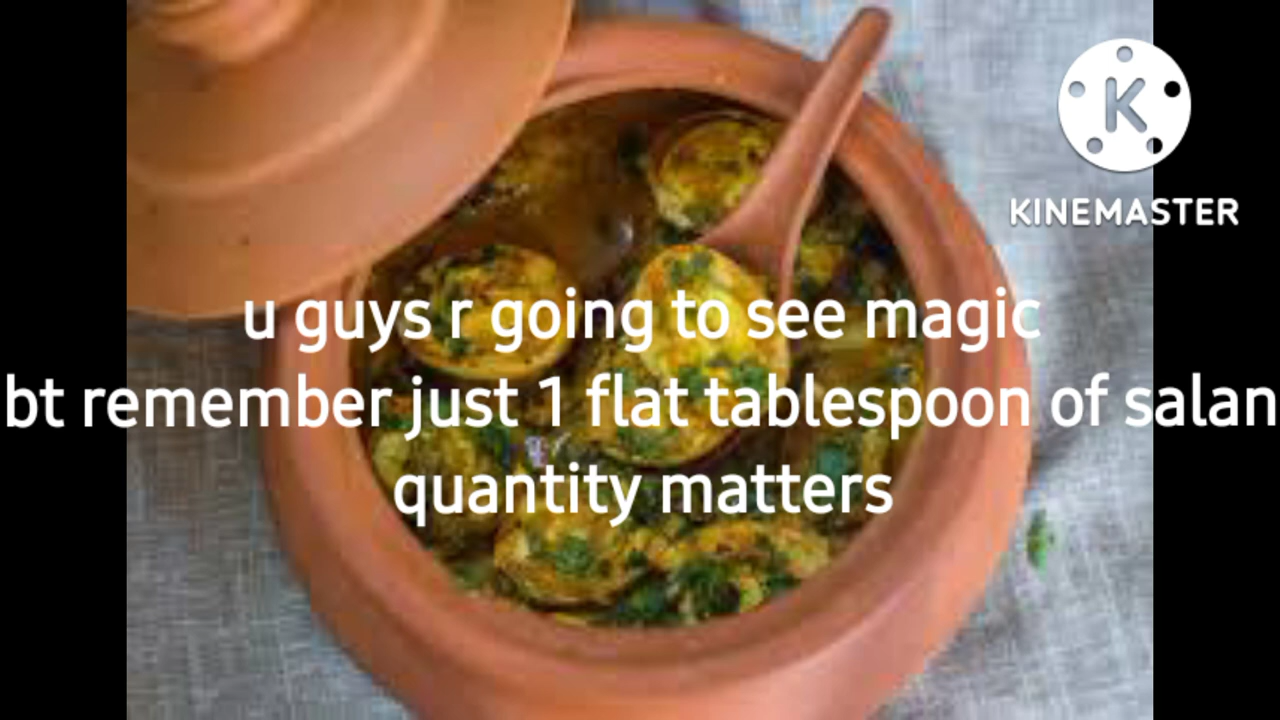 K
KINEMASTER
u guys r going to see magic
bt remember just 1 flat tablespoon of salan
quantity matters